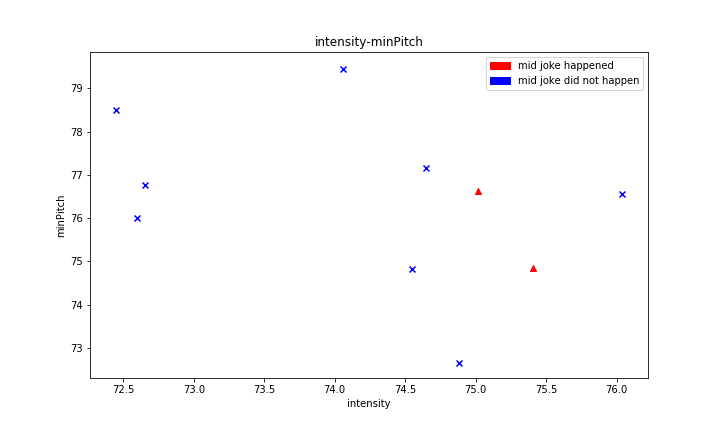 intensity-minPitch
mid joke happened
mid joke did not happen
minPitch
79
78
77
76
75
74
73
72.5 73.0 73.5 74.0 74.5 75.0 75.5 76.0
intensity